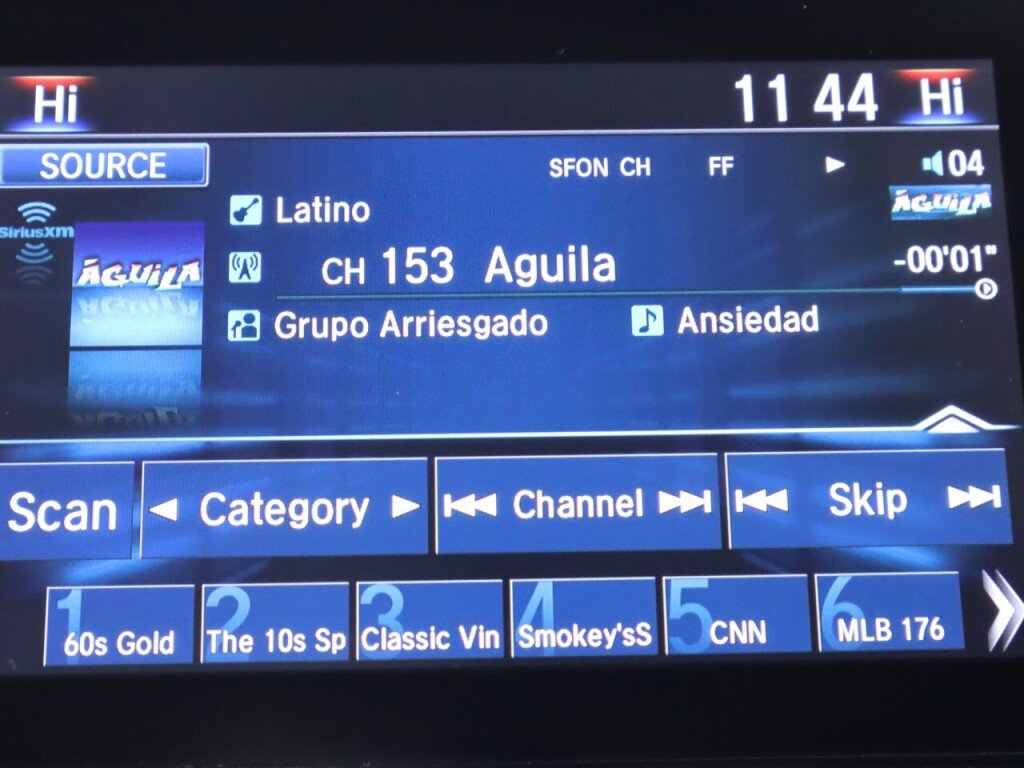 Hi 11 44 Hi
SOURCE SFON CH FF 04
SiriusXm Latino ÁGUILA
ÁGUILA CH 153 Aguila -00'01"
Grupo Arriesgado Ansiedad
Scan Category Channel Skip
1 60s Gold 2 The 10s Sp 3 Classic Vin 4 Smokey'sS 5 CNN 6 MLB 176